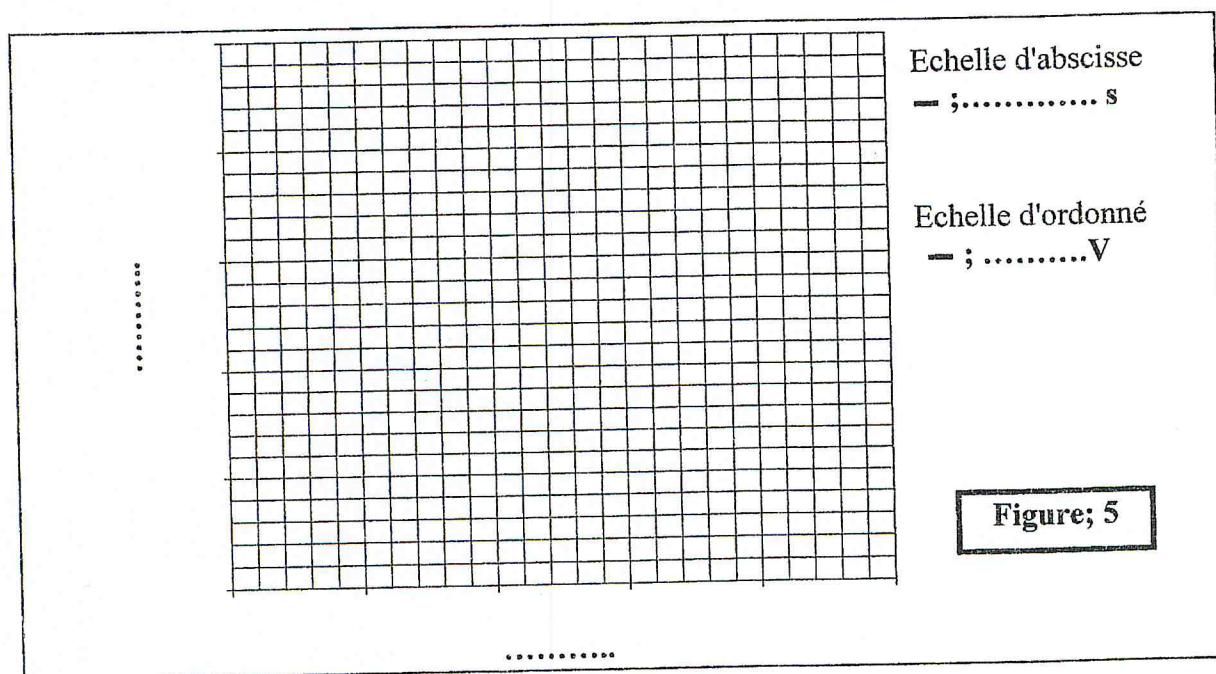 Echelle d'abscisse
— ;............. s
Echelle d'ordonné
— ; ..........V
...........
Figure; 5
...........